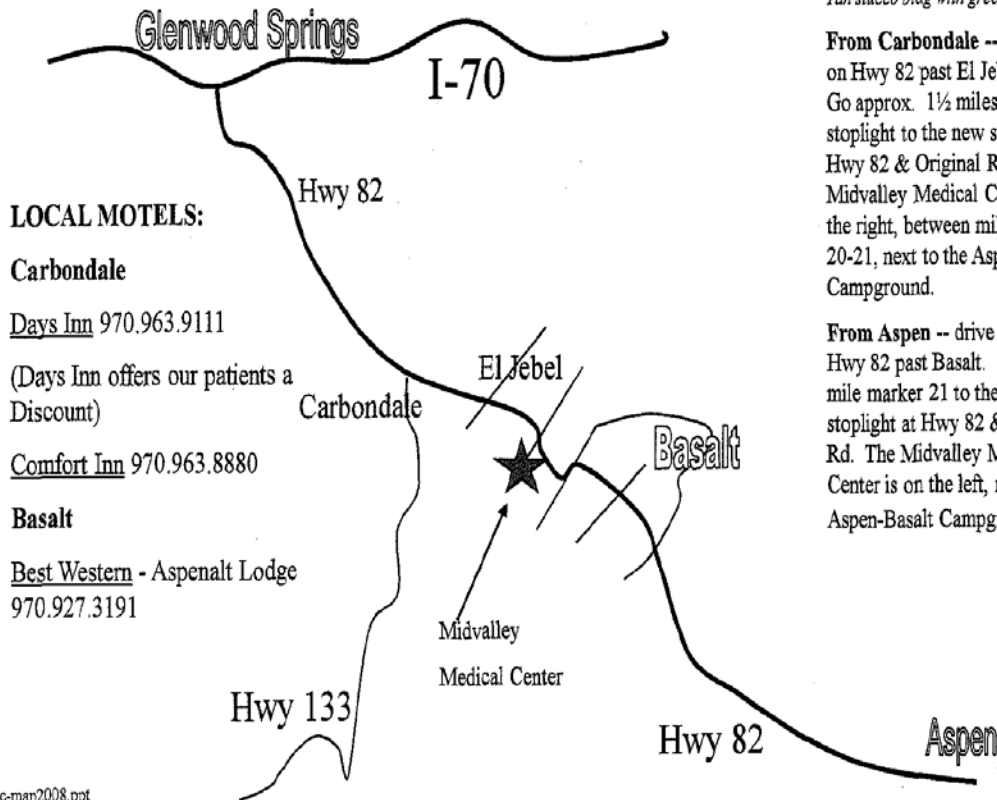 Glenwood Springs
I-70
Hwy 82
LOCAL MOTELS:
Carbondale
Days Inn 970.963.9111
(Days Inn offers our patients a
Discount)
Comfort Inn 970.963.8880
Basalt
Best Western - Aspenalt Lodge
970.927.3191
El Jebel
Carbondale
Basalt
Midvalley
Medical Center
Hwy 133
Hwy 82
Aspen
c-map2008.ppt
From Carbondale --
on Hwy 82 past El Je
Go approx. 1½ miles
stoplight to the new s
Hwy 82 & Original R
Midvalley Medical C
the right, between mi
20-21, next to the Asp
Campground.
From Aspen -- drive
Hwy 82 past Basalt.
mile marker 21 to the
stoplight at Hwy 82 &
Rd. The Midvalley M
Center is on the left,
Aspen-Basalt Campg